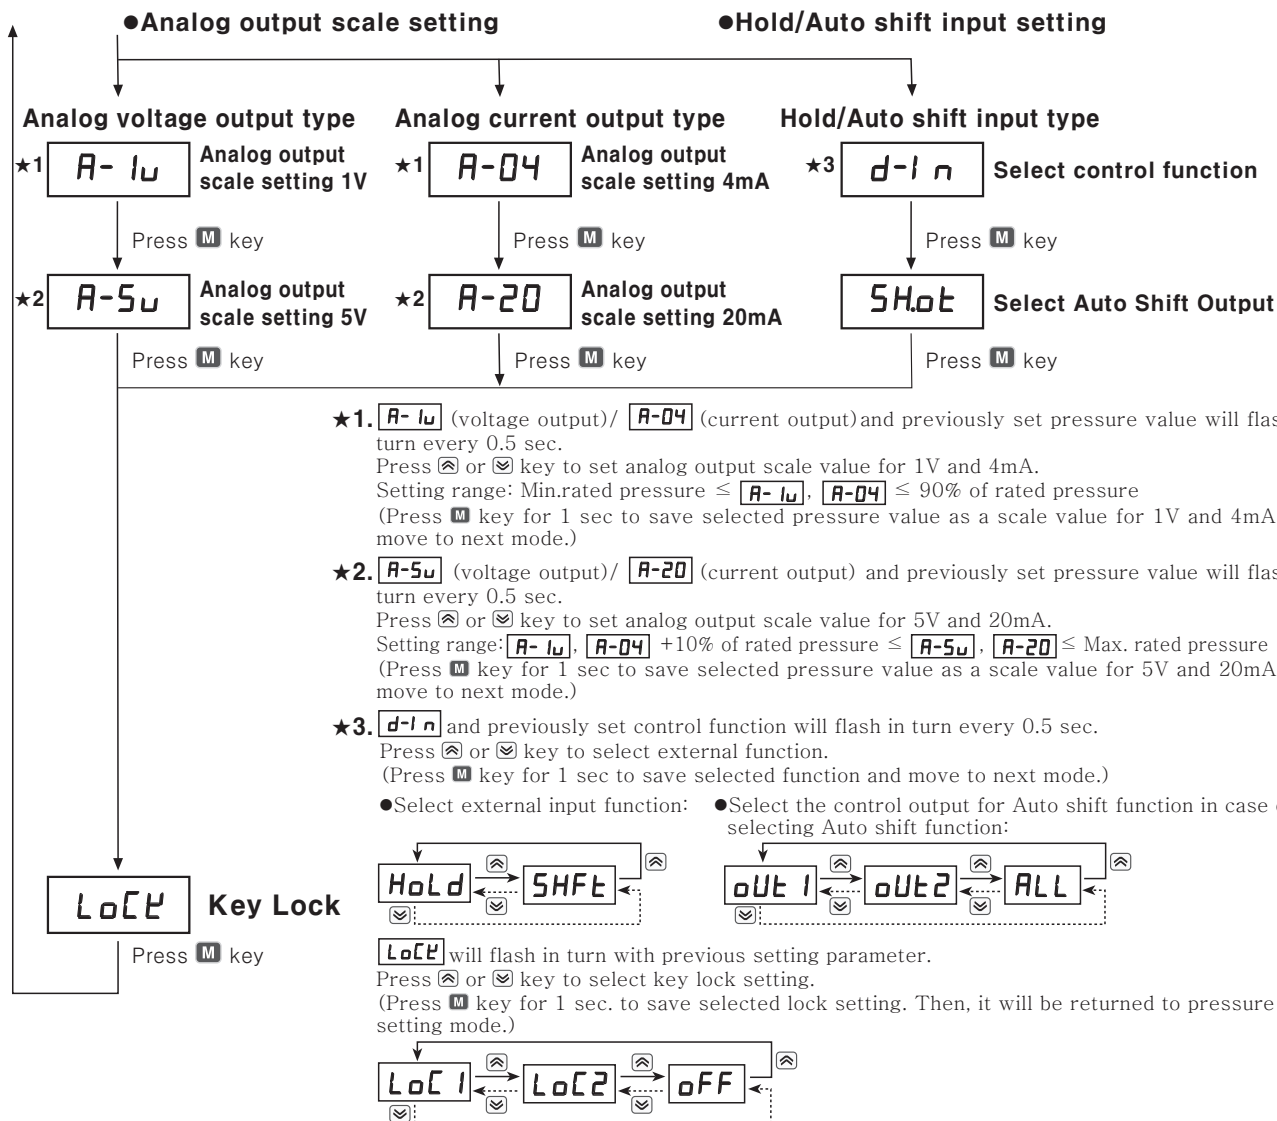 ●Analog output scale setting
●Hold/Auto shift input setting
Analog voltage output type
Analog current output type
Hold/Auto shift input type
★1 A-1v Analog output scale setting 1V
★1 A-04 Analog output scale setting 4mA
★3 d-In Select control function
Press M key
Press M key
Press M key
★2 A-5v Analog output scale setting 5V
★2 A-20 Analog output scale setting 20mA
SH.ot Select Auto Shift Output
Press M key
Press M key
Press M key
★1. A-1v (voltage output)/ A-04 (current output)and previously set pressure value will flas
turn every 0.5 sec.
Press or key to set analog output scale value for 1V and 4mA.
Setting range: Min.rated pressure ≤ A-1v, A-04 ≤ 90% of rated pressure
(Press M key for 1 sec to save selected pressure value as a scale value for 1V and 4mA
move to next mode.)
★2. A-5v (voltage output)/ A-20 (current output) and previously set pressure value will flas
turn every 0.5 sec.
Press or key to set analog output scale value for 5V and 20mA.
Setting range: A-1v, A-04 +10% of rated pressure ≤ A-5v, A-20 ≤ Max. rated pressure
(Press M key for 1 sec to save selected pressure value as a scale value for 5V and 20mA
move to next mode.)
★3. d-In and previously set control function will flash in turn every 0.5 sec.
Press or key to select external function.
(Press M key for 1 sec to save selected function and move to next mode.)
●Select external input function:
●Select the control output for Auto shift function in case
selecting Auto shift function:
HoLd SHFt
oUt1 oUt2 ALL
LoCK Key Lock
Press M key
LoCK will flash in turn with previous setting parameter.
Press or key to select key lock setting.
(Press M key for 1 sec. to save selected lock setting. Then, it will be returned to pressure
setting mode.)
LoC1 LoC2 oFF